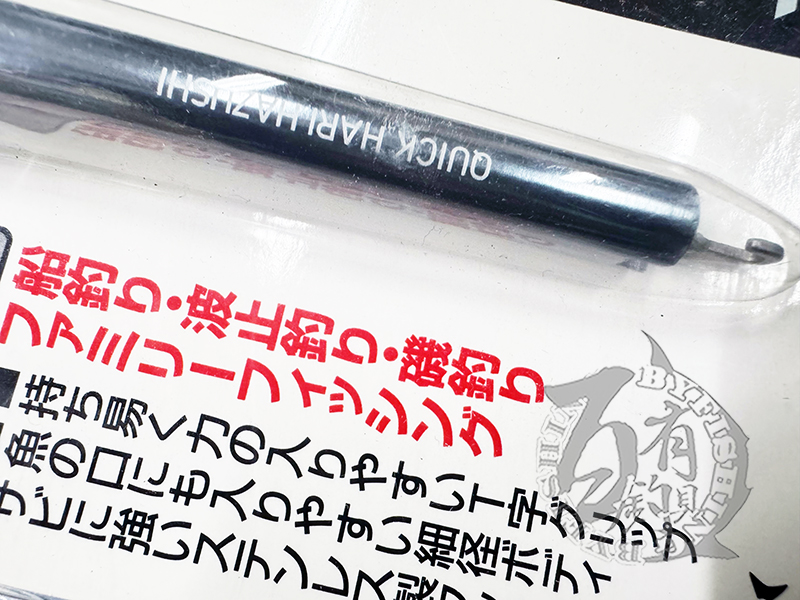 QUICK HARI HAZUSHI
船釣り・波止釣り・磯釣り
ファミリーフィッシング
持ち易く力の入りやすいT字グリップ
魚の口にも入りやすい細径ボディ
サビに強いステンレス製フ